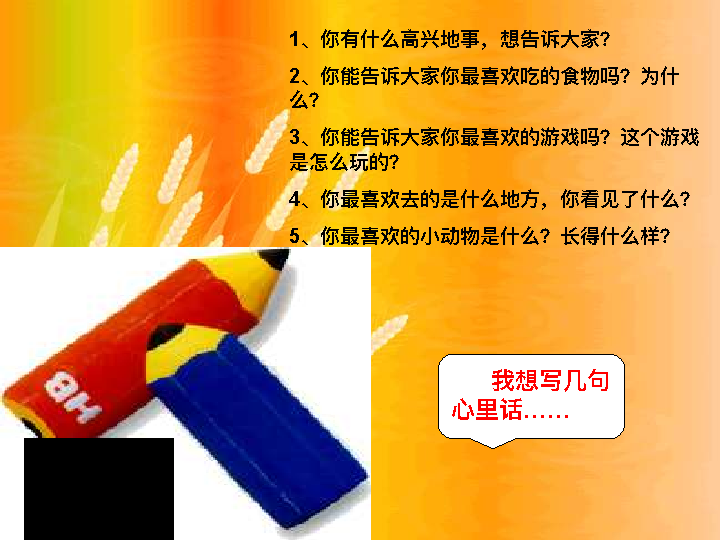 1、你有什么高兴地事，想告诉大家？
2、你能告诉大家你最喜欢吃的食物吗？为什
么？
3、你能告诉大家你最喜欢的游戏吗？这个游戏
是怎么玩的？
4、你最喜欢去的是什么地方，你看见了什么？
5、你最喜欢的小动物是什么？长得什么样？
HB
我想写几句
心里话……